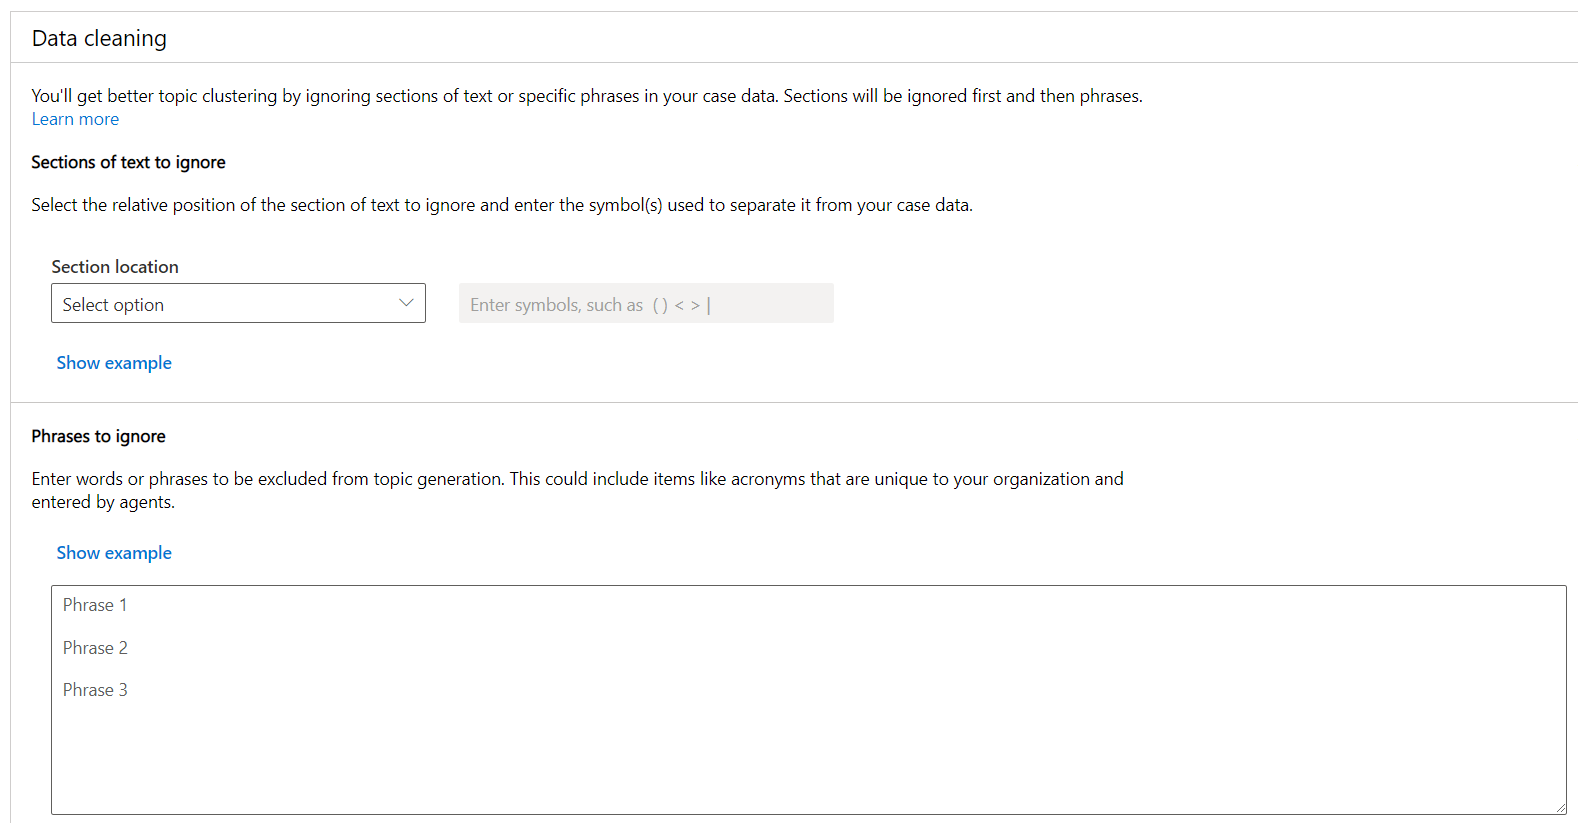 Data cleaning
You'll get better topic clustering by ignoring sections of text or specific phrases in your case data. Sections will be ignored first and then phrases.
Learn more
Sections of text to ignore
Select the relative position of the section of text to ignore and enter the symbol(s) used to separate it from your case data.
Section location
Select option
Enter symbols, such as ( ) < > |
Show example
Phrases to ignore
Enter words or phrases to be excluded from topic generation. This could include items like acronyms that are unique to your organization and
entered by agents.
Show example
Phrase 1
Phrase 2
Phrase 3